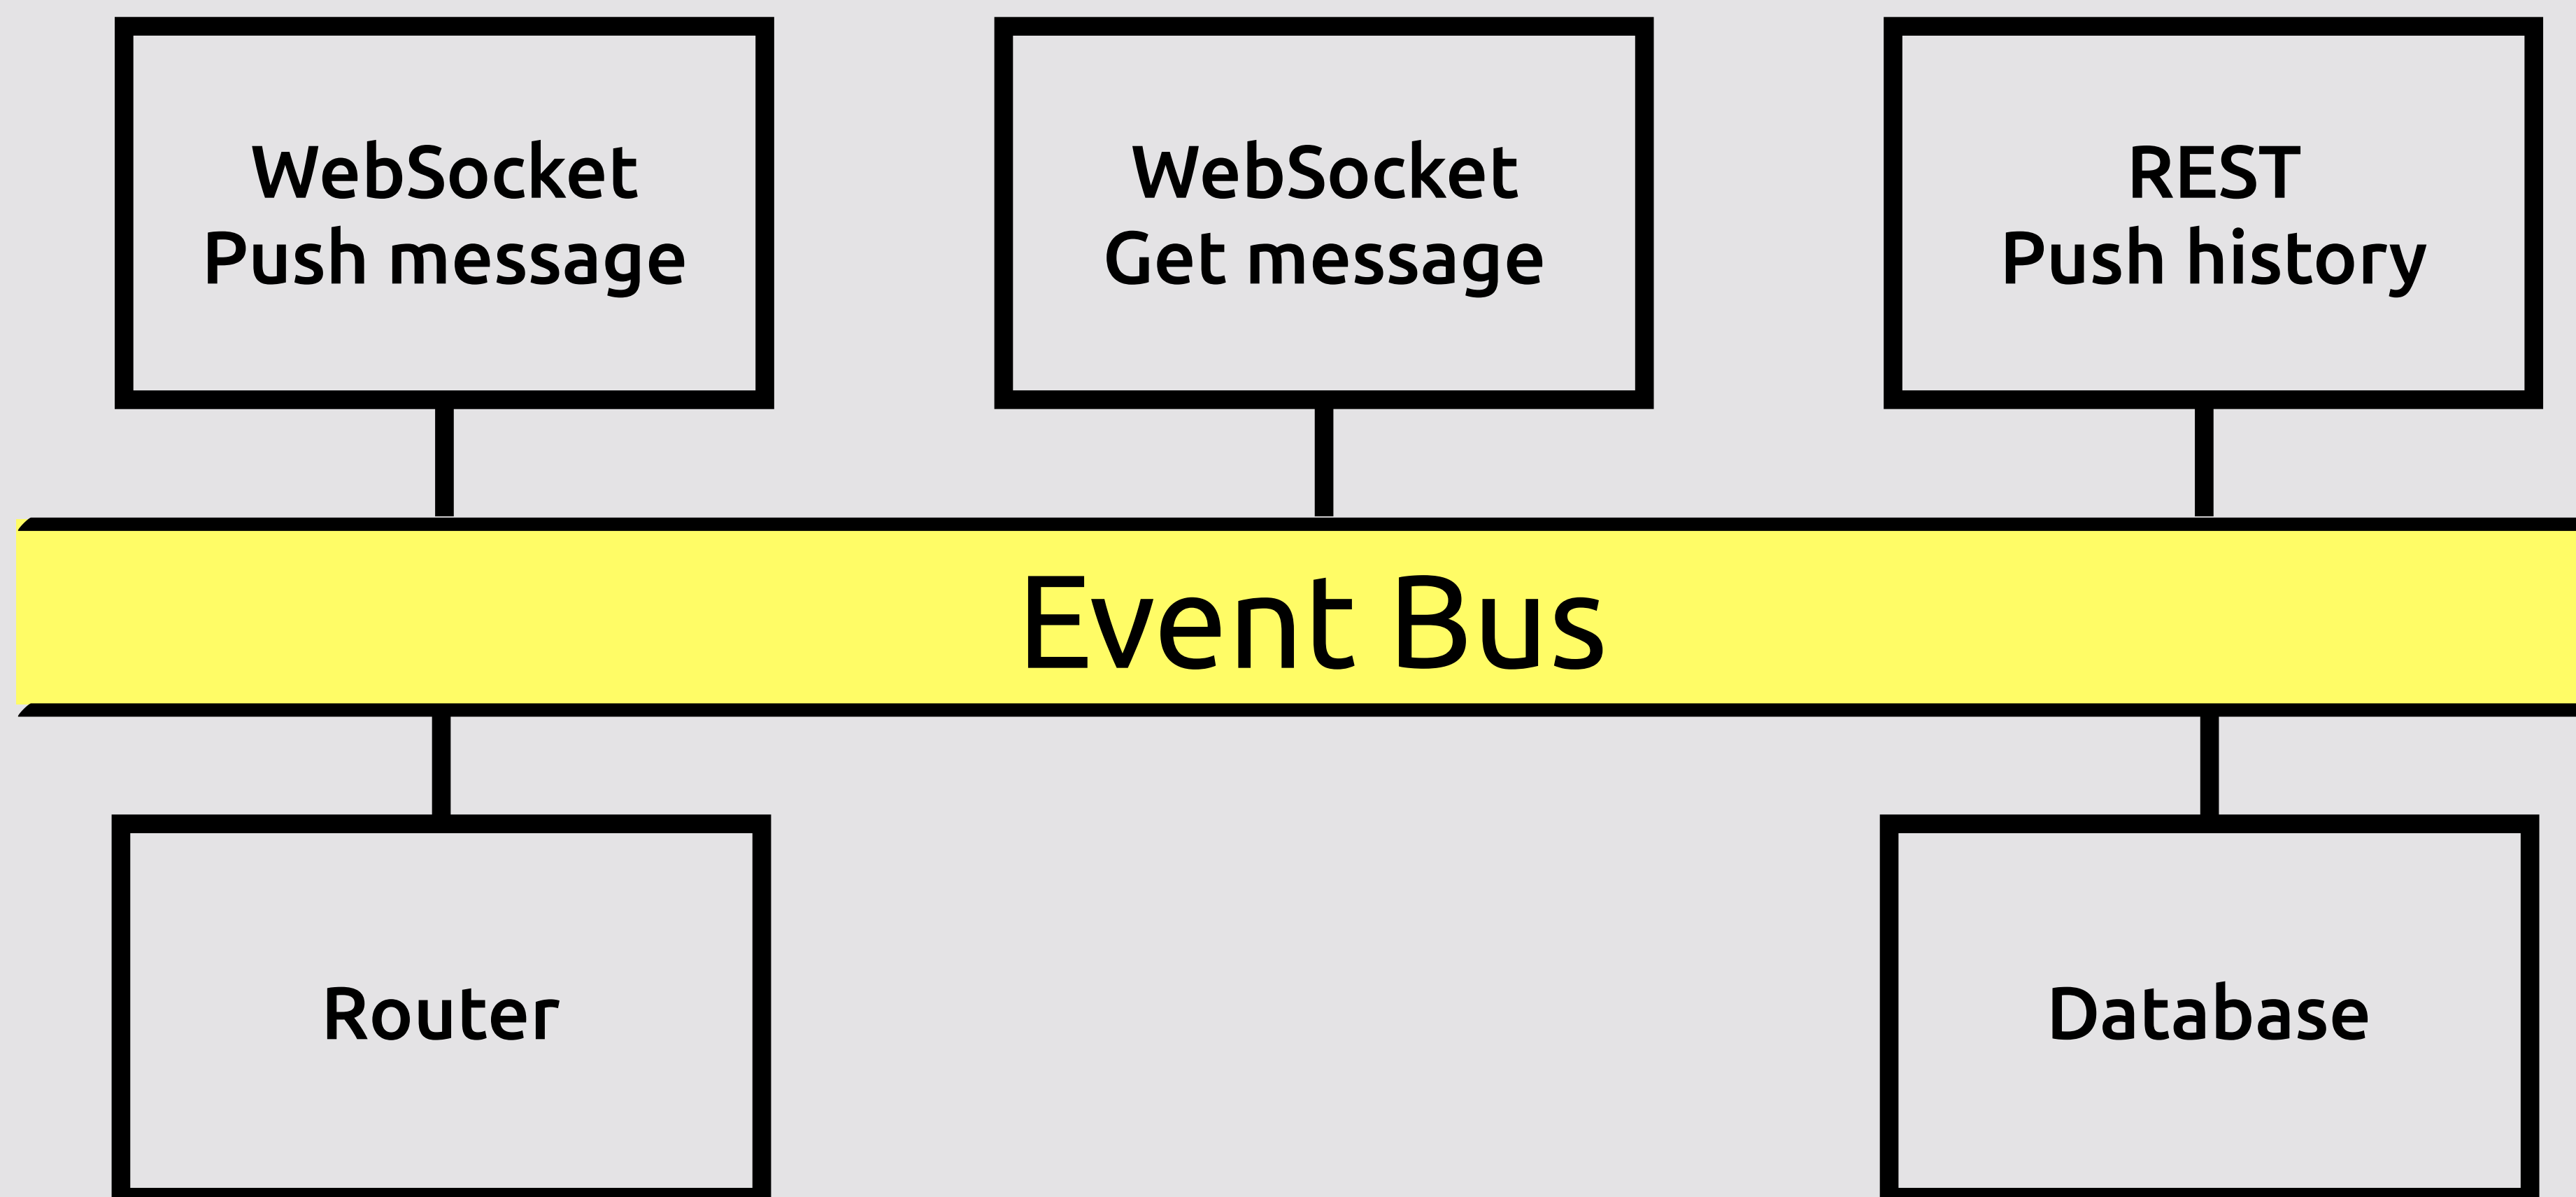 WebSocket
Push message
WebSocket
Get message
REST
Push history
Event Bus
Router
Database